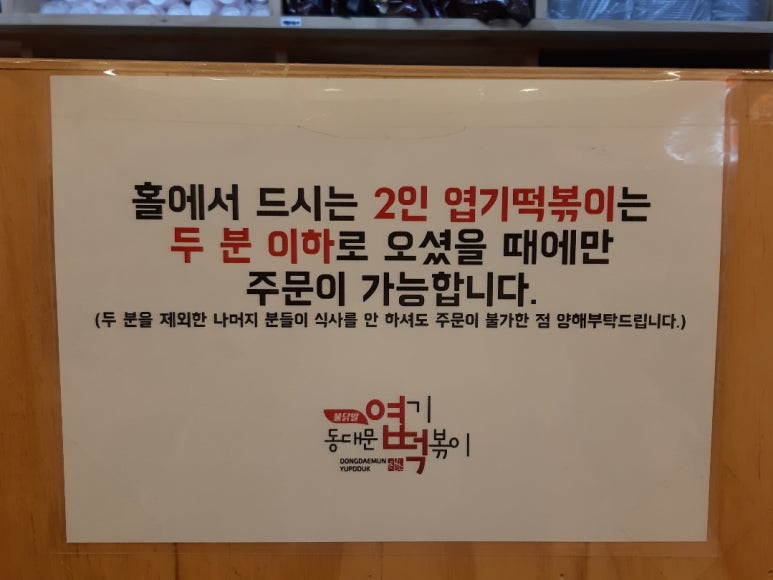 홀에서 드시는 2인 엽기떡볶이는
두 분 이하로 오셨을 때에만
주문이 가능합니다.
(두 분을 제외한 나머지 분들이 식사를 안 하셔도 주문이 불가한 점 양해부탁드립니다.)
불닭발
동대문 엽기떡볶이
DONGDAEMUN
YUPDDUK